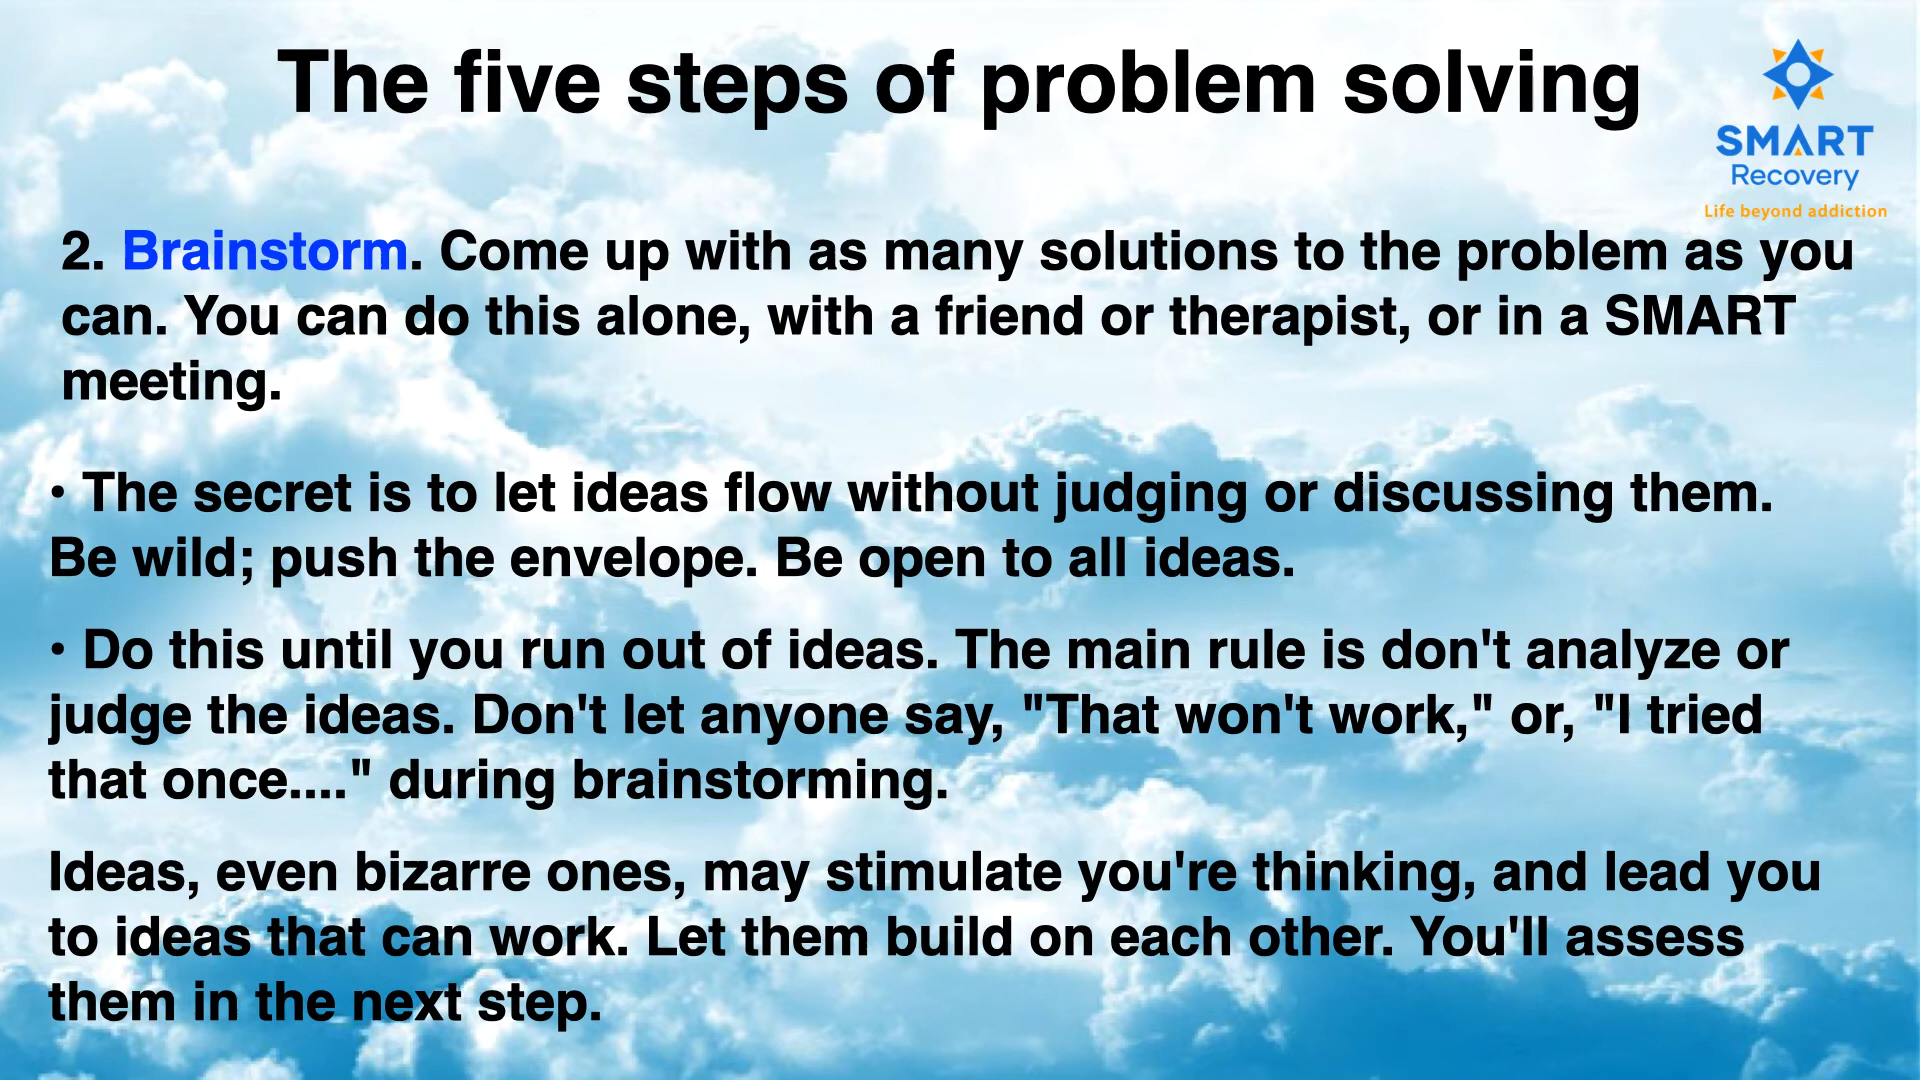 The five steps of problem solving
SMART
Recovery
Life beyond addiction
2. Brainstorm. Come up with as many solutions to the problem as you
can. You can do this alone, with a friend or therapist, or in a SMART
meeting.
• The secret is to let ideas flow without judging or discussing them.
Be wild; push the envelope. Be open to all ideas.
• Do this until you run out of ideas. The main rule is don't analyze or
judge the ideas. Don't let anyone say, "That won't work," or, "I tried
that once...." during brainstorming.
Ideas, even bizarre ones, may stimulate you're thinking, and lead you
to ideas that can work. Let them build on each other. You'll assess
them in the next step.